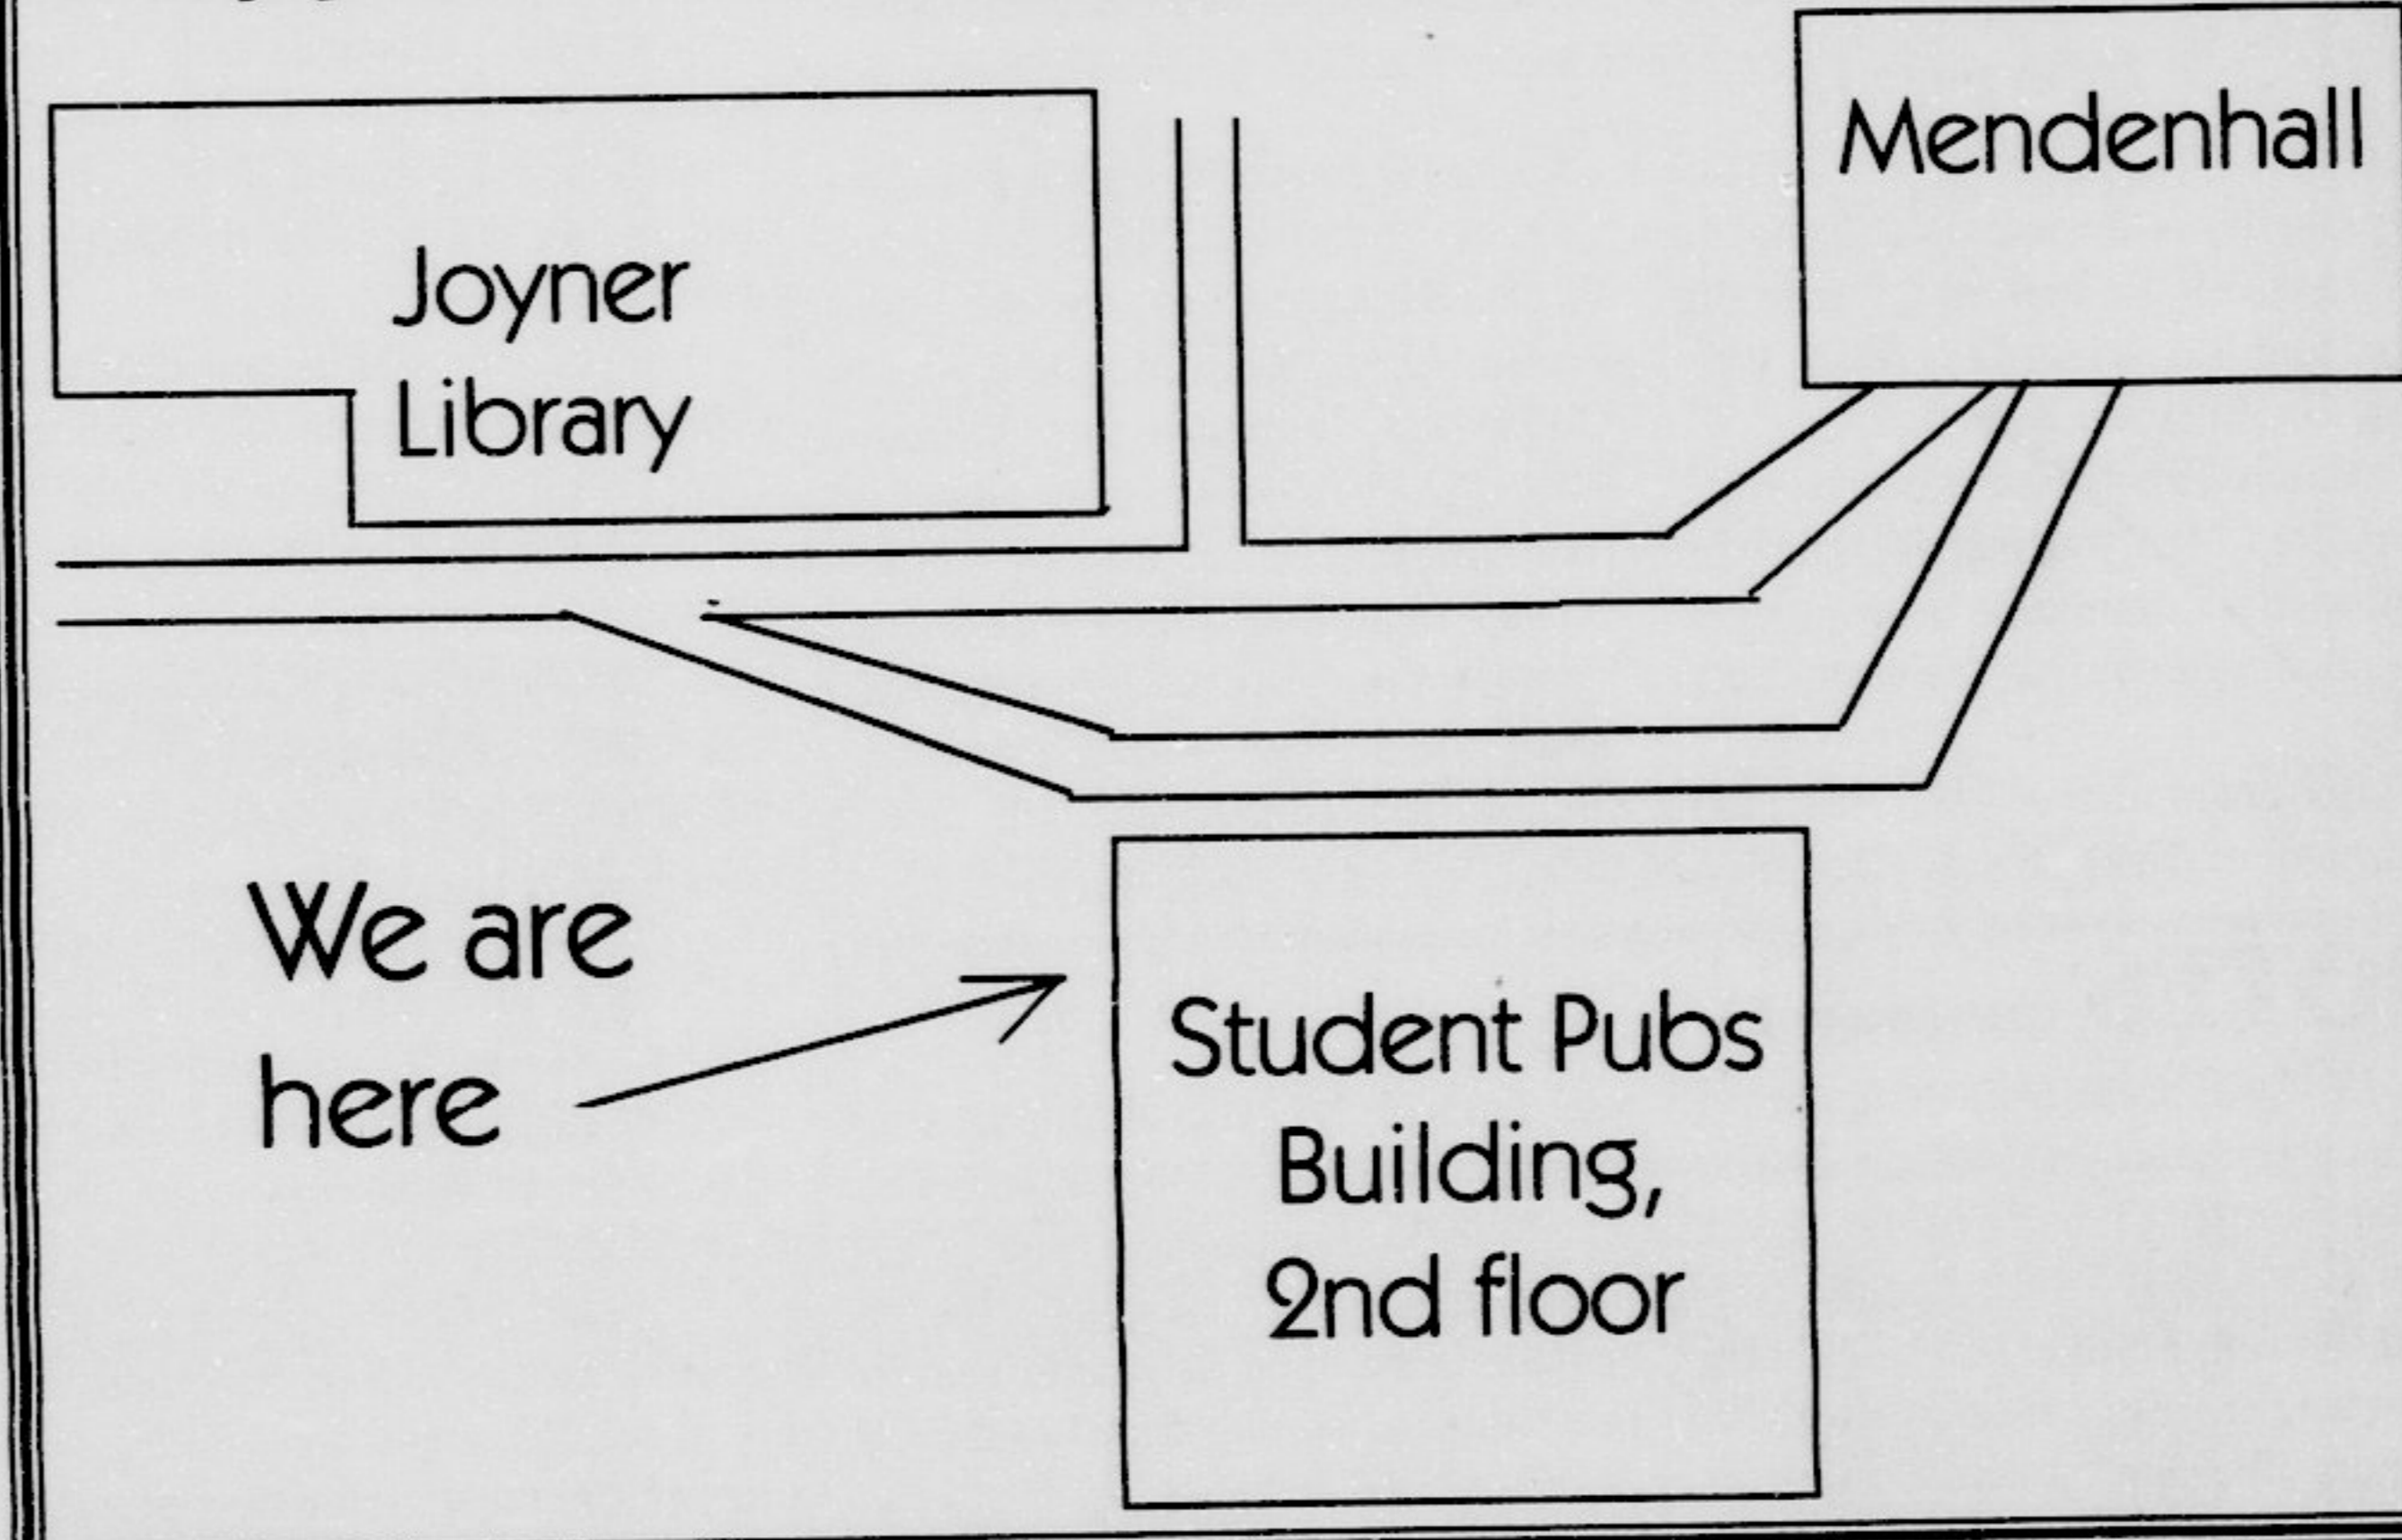 Mendenhall
Joyner
Library
We are
here
Student Pubs
Building,
2nd floor